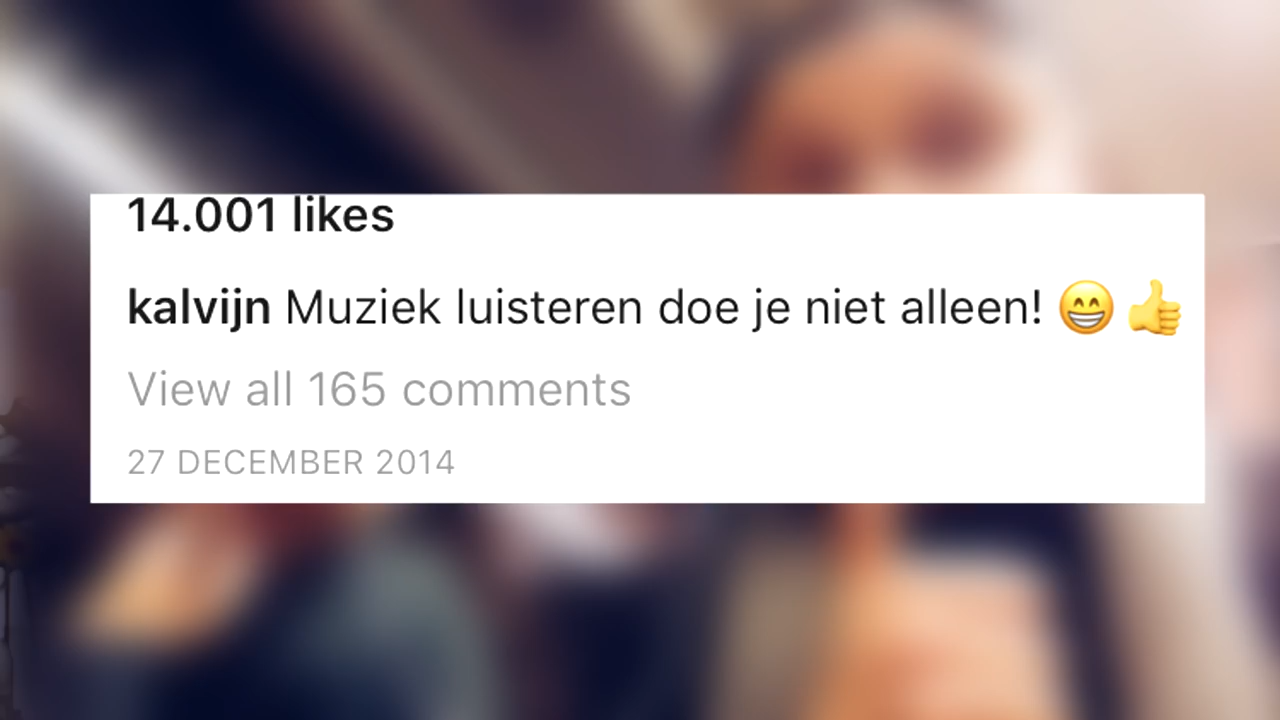 14.001 likes
kalvijn Muziek luisteren doe je niet alleen! 😁 👍
View all 165 comments
27 DECEMBER 2014